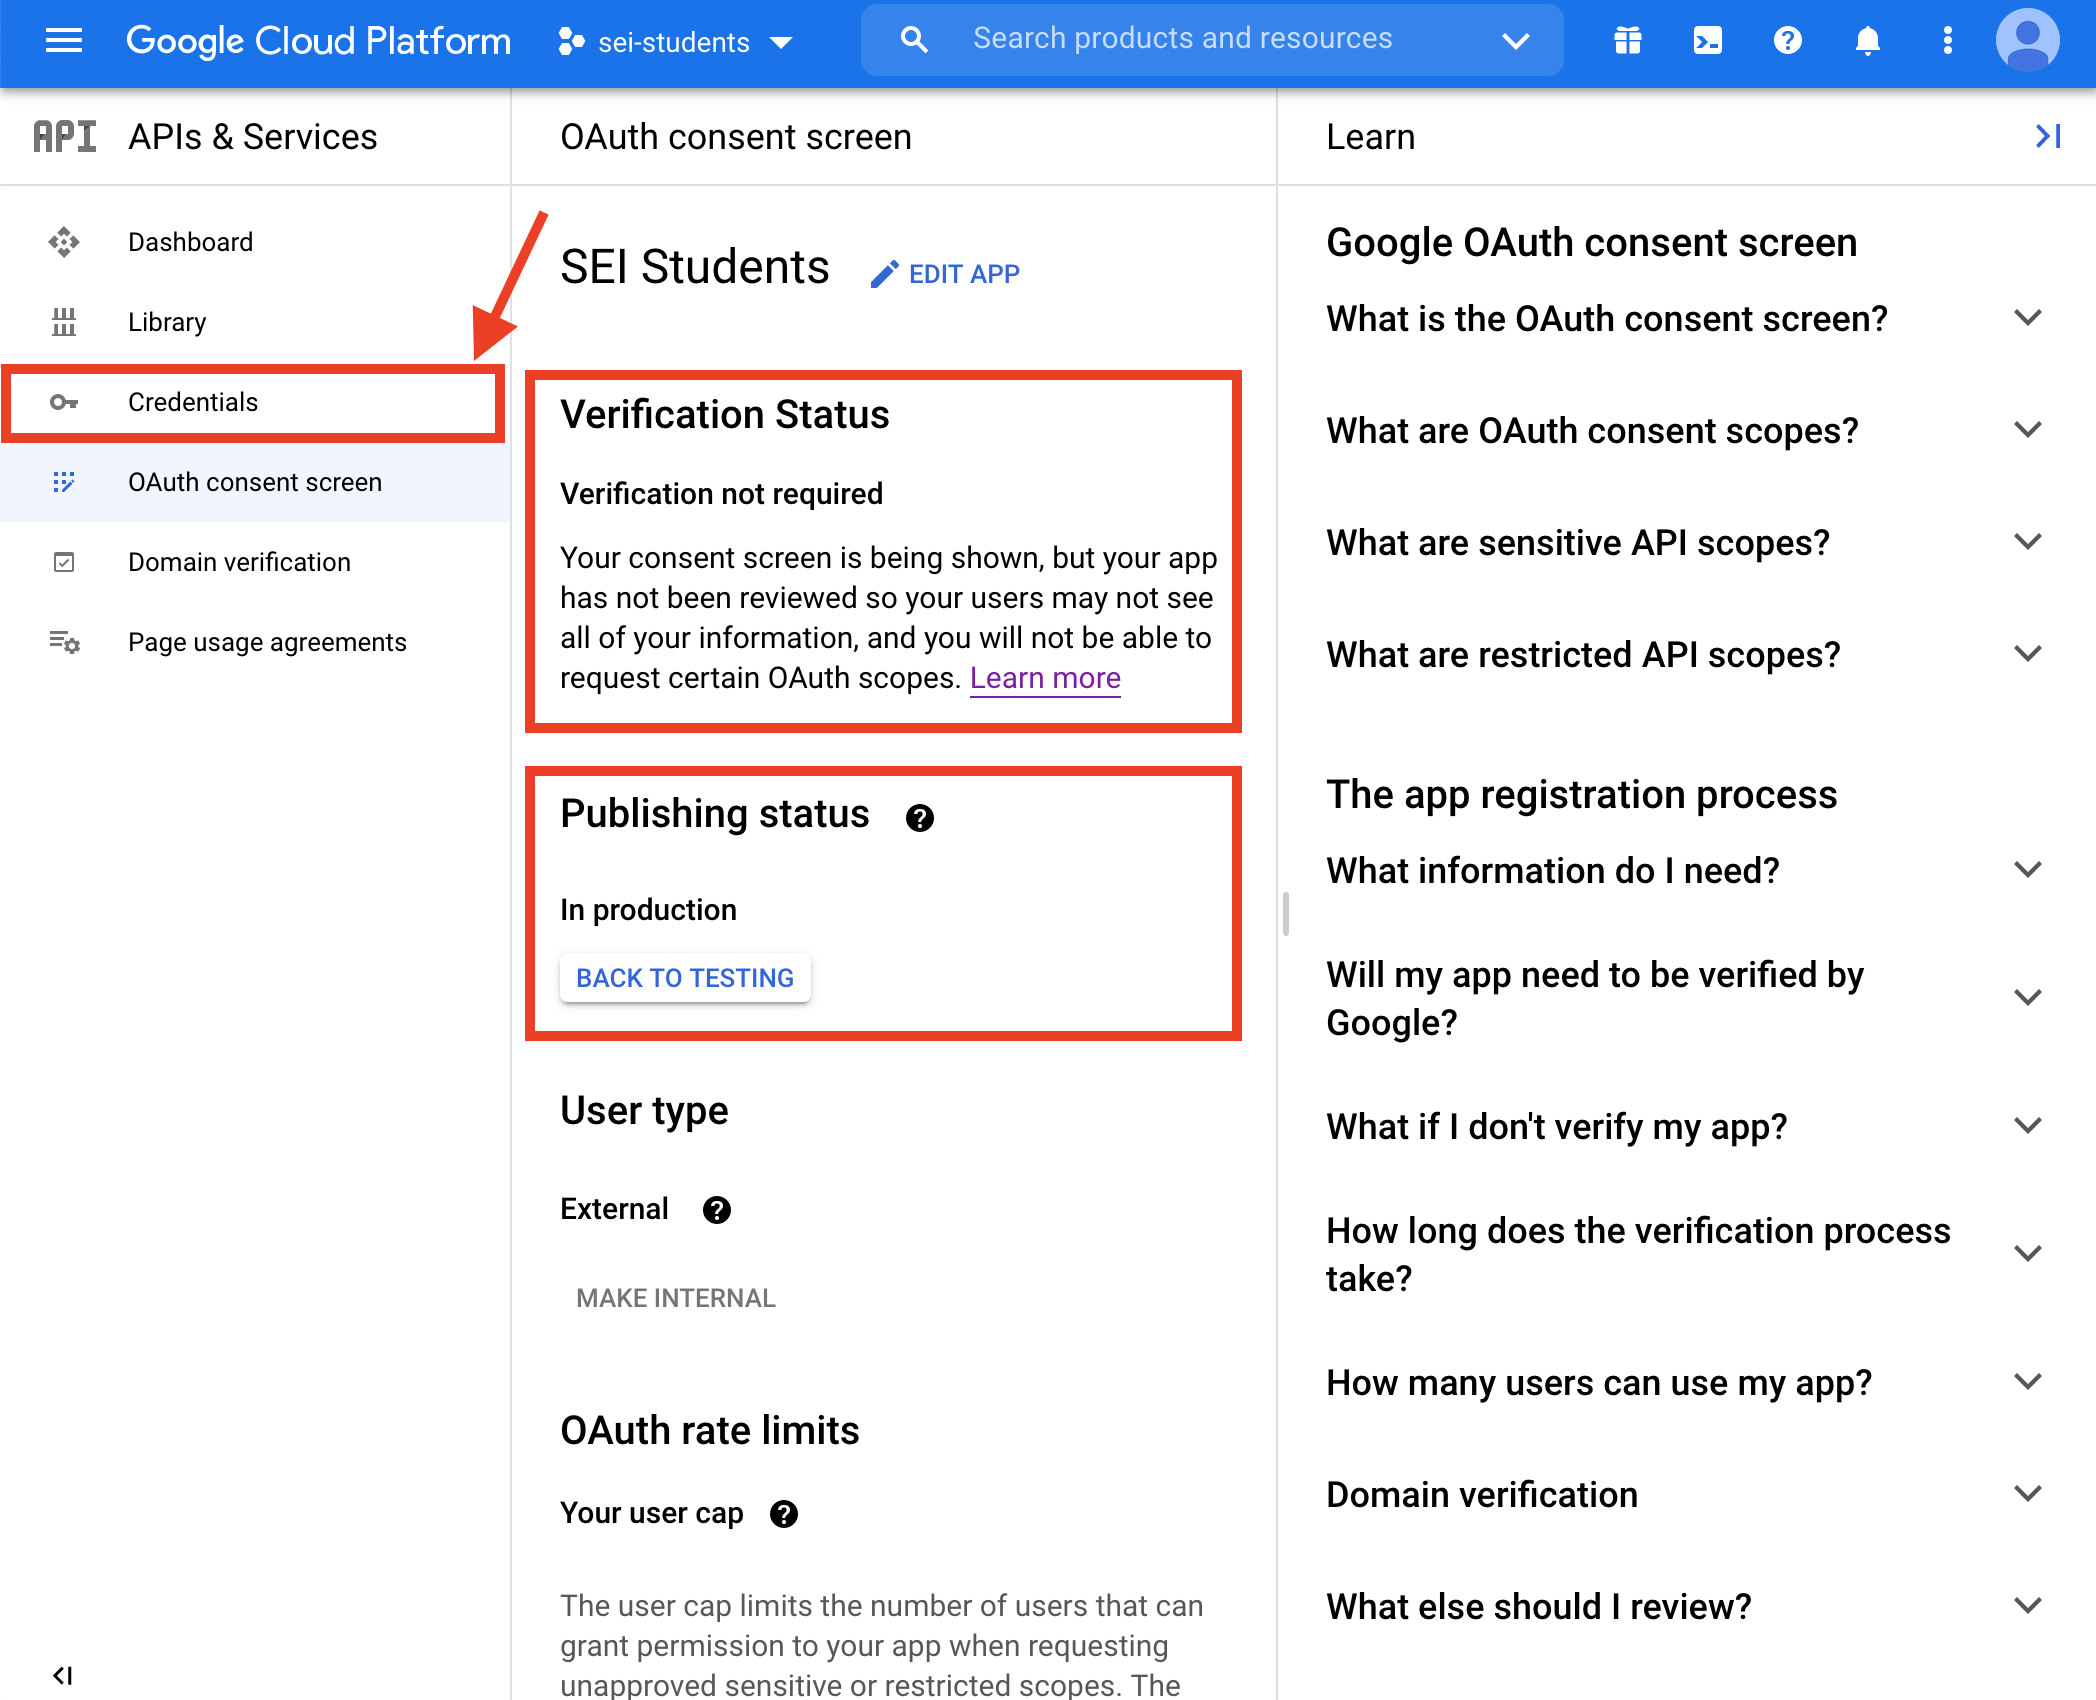 Google Cloud Platform
sei-students
Search products and resources
API
APIs & Services
Dashboard
Library
Credentials
OAuth consent screen
Domain verification
Page usage agreements
OAuth consent screen
SEI Students
EDIT APP
Verification Status
Verification not required
Your consent screen is being shown, but your app
has not been reviewed so your users may not see
all of your information, and you will not be able to
request certain OAuth scopes. Learn more
Publishing status
In production
BACK TO TESTING
User type
External
MAKE INTERNAL
OAuth rate limits
Your user cap
The user cap limits the number of users that can
grant permission to your app when requesting
unapproved sensitive or restricted scopes. The
Learn
Google OAuth consent screen
What is the OAuth consent screen?
What are OAuth consent scopes?
What are sensitive API scopes?
What are restricted API scopes?
The app registration process
What information do I need?
Will my app need to be verified by
Google?
What if I don't verify my app?
How long does the verification process
take?
How many users can use my app?
Domain verification
What else should I review?